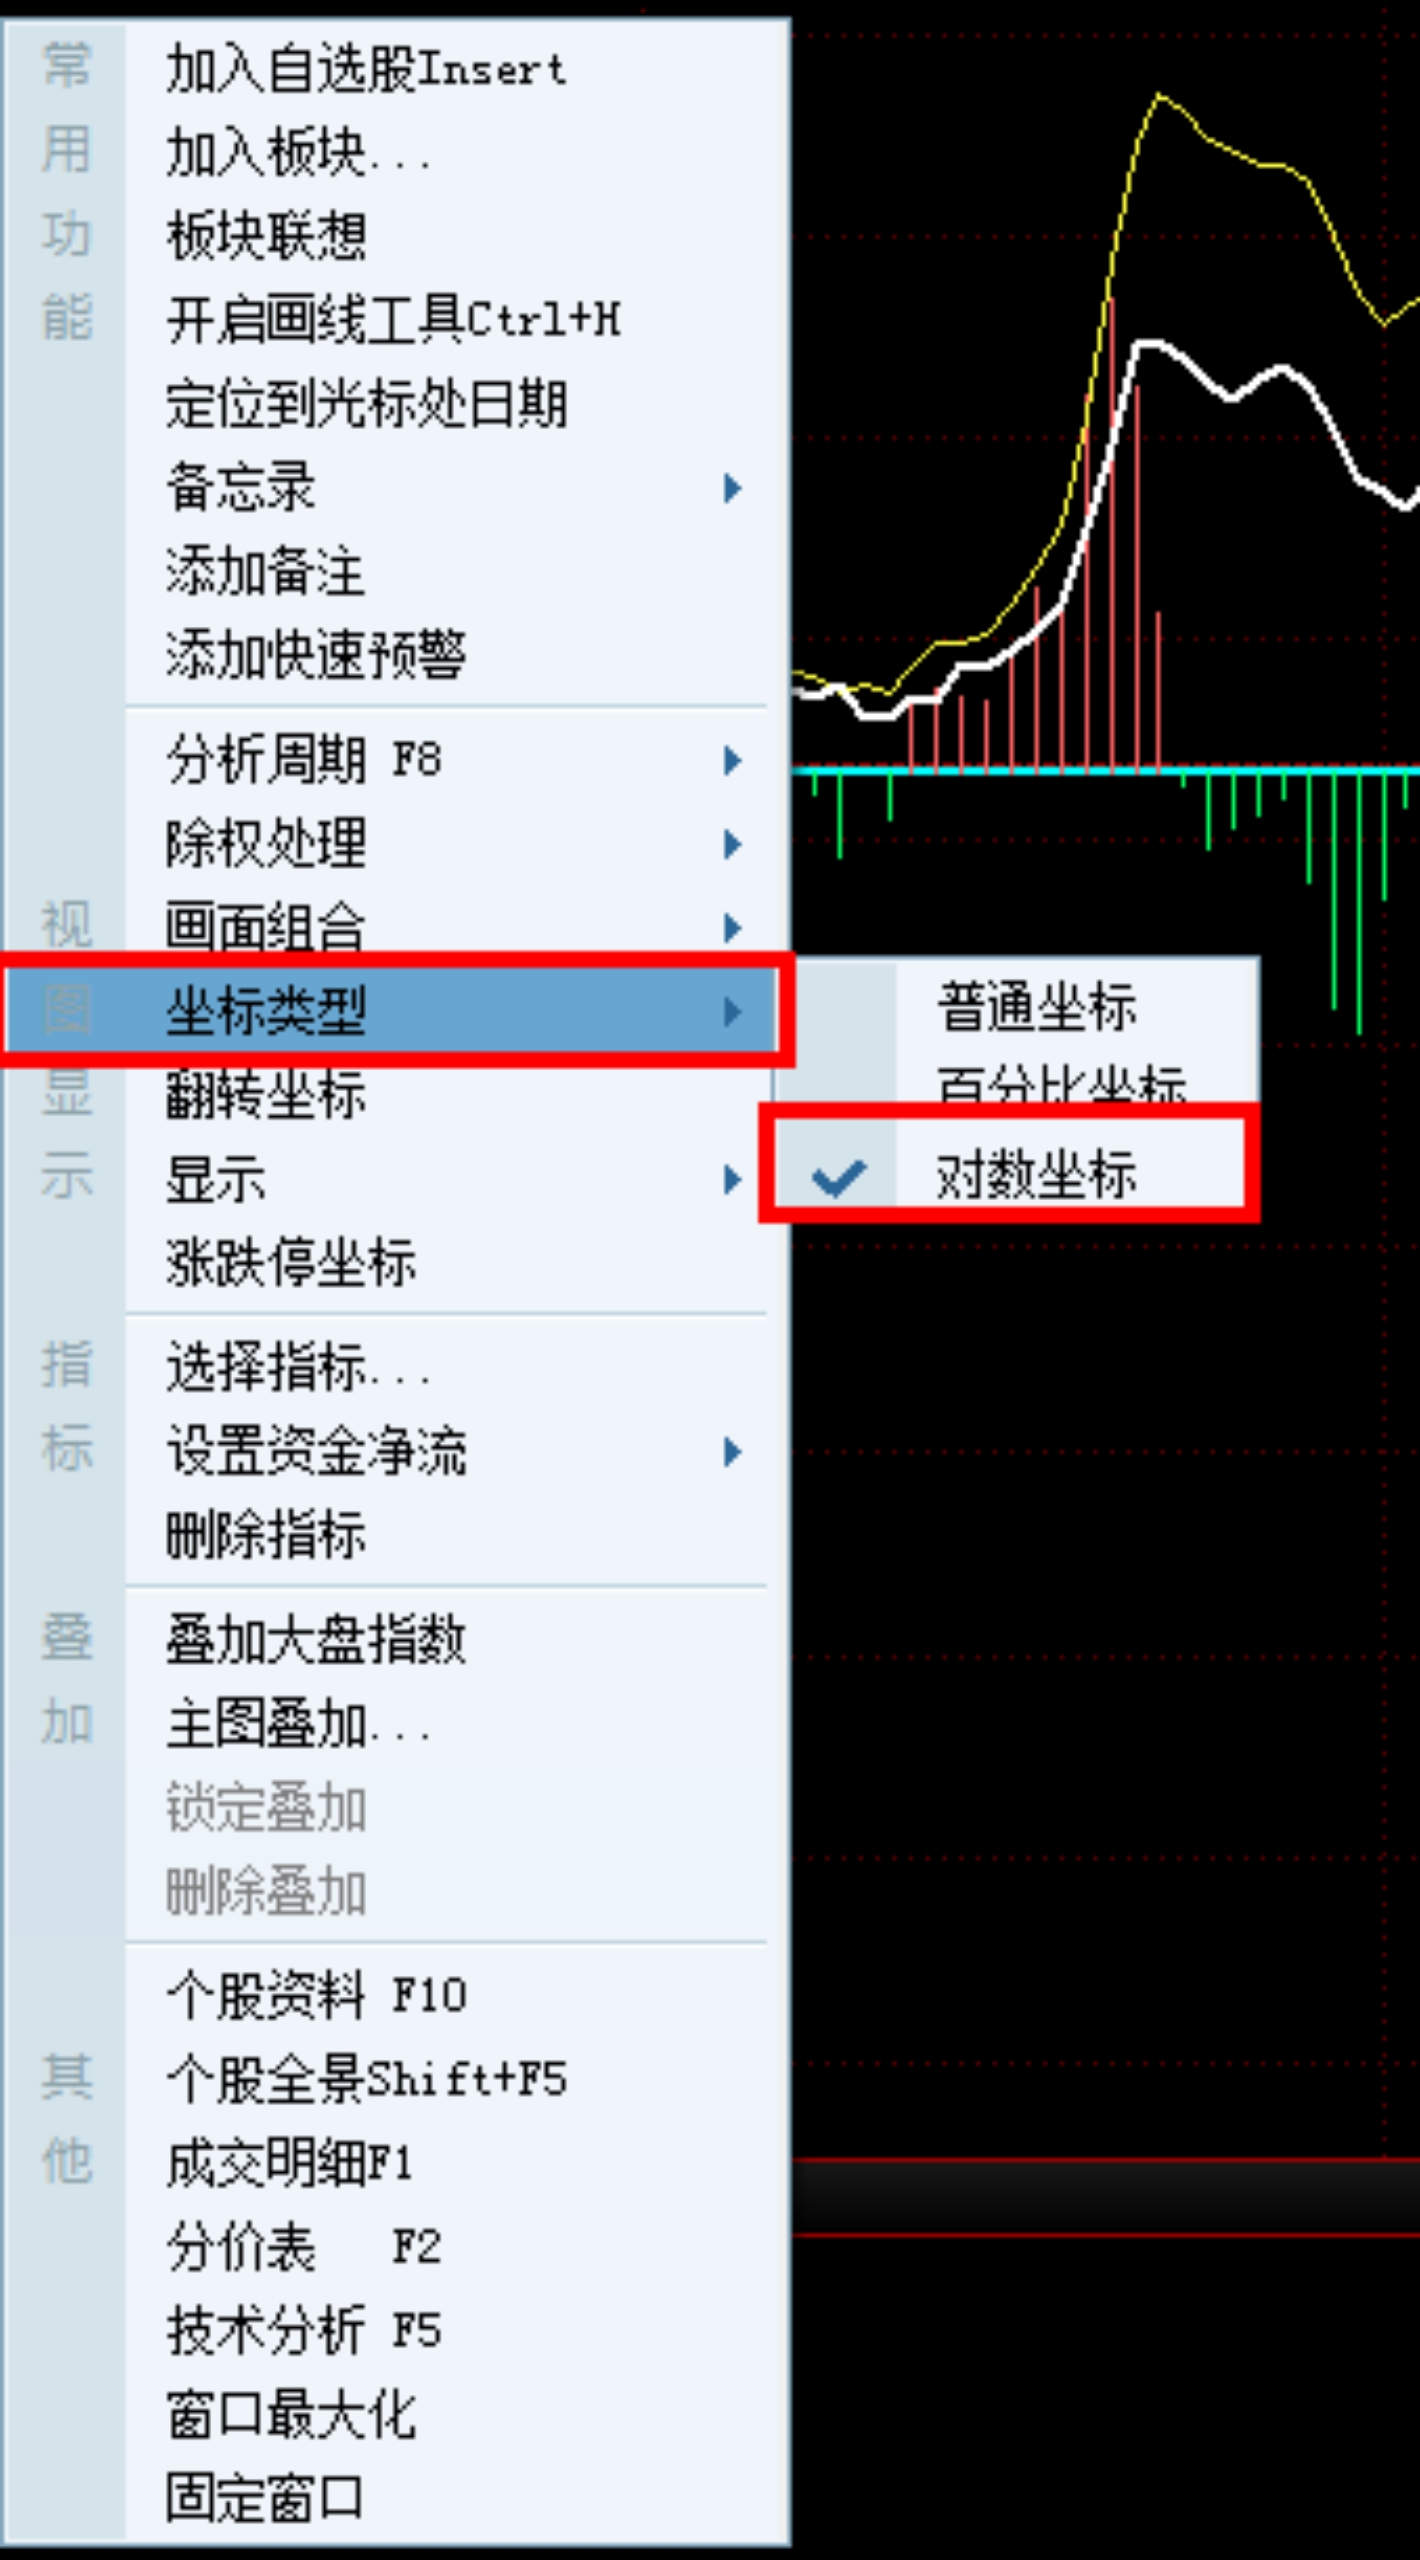 常用功能
加入自选股Insert
加入板块...
板块联想
开启画线工具Ctrl+H
定位到光标处日期
备忘录
添加备注
添加快速预警
视图显示
分析周期 F8
除权处理
画面组合
坐标类型
普通坐标
百分比坐标
对数坐标
翻转坐标
显示
涨跌停坐标
指标
选择指标...
设置资金净流
删除指标
叠加
叠加大盘指数
主图叠加...
锁定叠加
删除叠加
其他
个股资料 F10
个股全景Shift+F5
成交明细F1
分价表 F2
技术分析 F5
窗口最大化
固定窗口